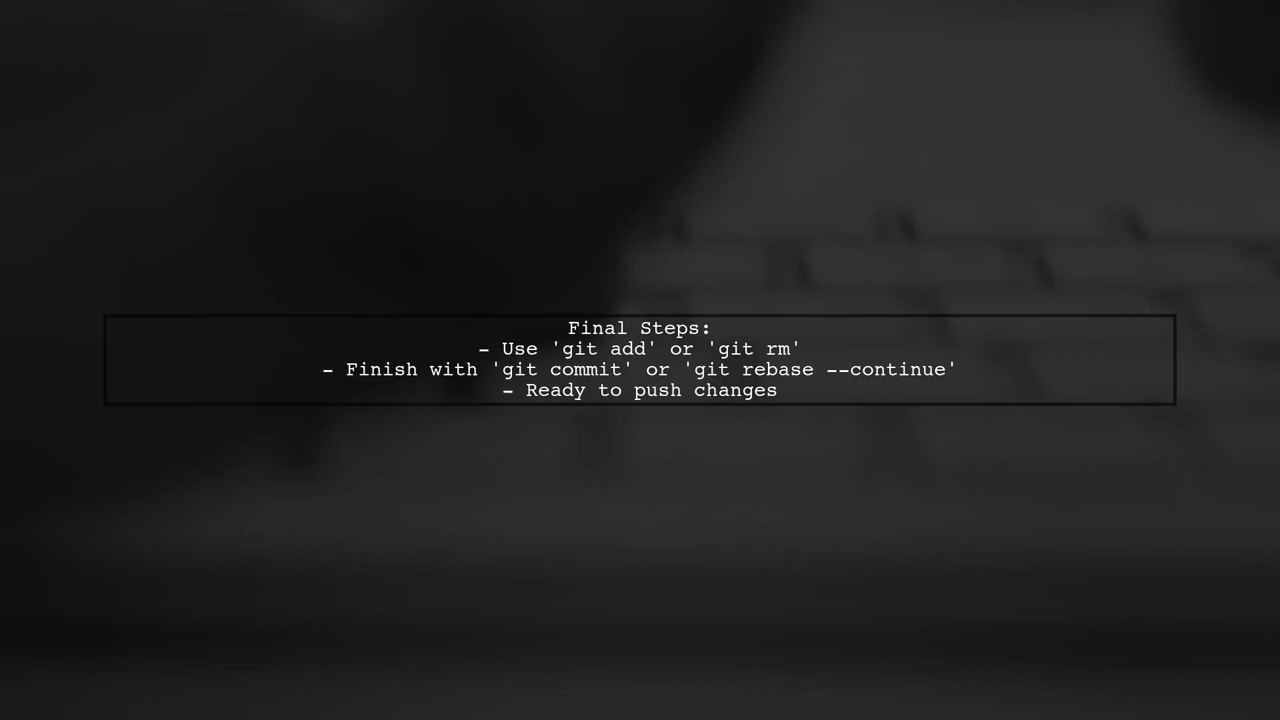 Final Steps:
- Use 'git add' or 'git rm'
- Finish with 'git commit' or 'git rebase --continue'
- Ready to push changes